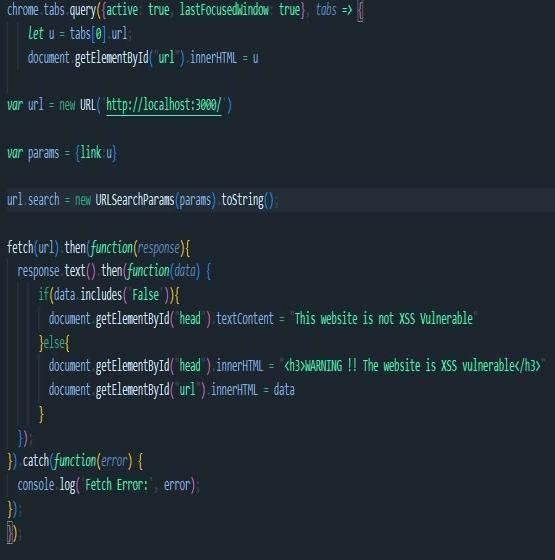 chrome.tabs.query({active: true, lastFocusedWindow: true}, tabs => {
let u = tabs[0].url;
document.getElementById("url").innerHTML = u
var url = new URL('http://localhost:3000/')
var params = {link:u}
url.search = new URLSearchParams(params).toString();
fetch(url).then(function(response){
response.text().then(function(data) {
if(data.includes('False')){
document.getElementById("head").textContent = "This website is not XSS Vulnerable"
}else{
document.getElementById("head").innerHTML = "<h3>WARNING !! The website is XSS vulnerable</h3>"
document.getElementById("url").innerHTML = data
}
});
}).catch(function(error) {
console.log('Fetch Error:', error);
});
});